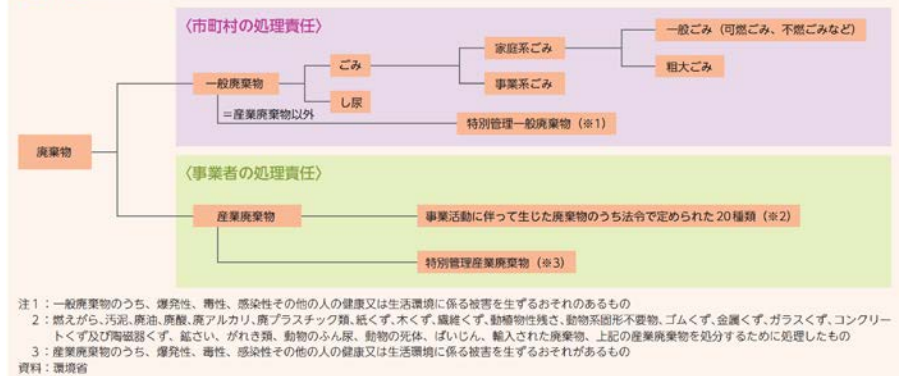 〈市町村の処理責任〉
一般ごみ（可燃ごみ、不燃ごみなど）
家庭系ごみ
ごみ
粗大ごみ
一般廃棄物
事業系ごみ
し尿
=産業廃棄物以外
特別管理一般廃棄物（※1）
廃棄物
〈事業者の処理責任〉
産業廃棄物
事業活動に伴って生じた廃棄物のうち法令で定められた20種類（※2）
特別管理産業廃棄物（※3）
注1：一般廃棄物のうち、爆発性、毒性、感染性その他の人の健康又は生活環境に係る被害を生ずるおそれのあるもの
2：燃えがら、汚泥、廃油、廃酸、廃アルカリ、廃プラスチック類、紙くず、木くず、繊維くず、動植物性残さ、動物系固形不要物、ゴムくず、金属くず、ガラスくず、コンクリー
トくず及び陶磁器くず、鉱さい、がれき類、動物のふん尿、動物の死体、ばいじん、輸入された廃棄物、上記の産業廃棄物を処分するために処理したもの
3：産業廃棄物のうち、爆発性、毒性、感染性その他の人の健康又は生活環境に係る被害を生ずるおそれがあるもの
資料：環境省